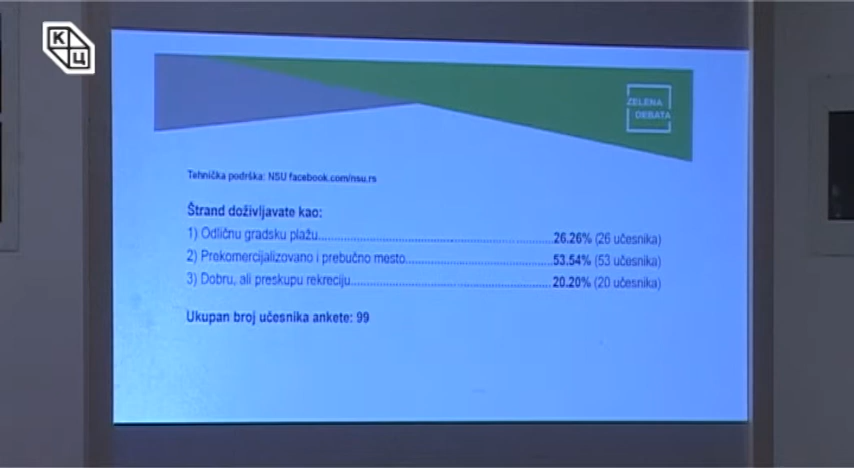 КЦ
ZELENA
DEBATA
Tehnička podrška: NSU facebook.com/nsu.rs
Štrand doživljavate kao:
1) Odličnu gradsku plažu........................................................................26.26% (26 učesnika)
2) Prekomercijalizovano i prebučno mesto............................................53.54% (53 učesnika)
3) Dobru, ali preskupu rekreciju............................................................20.20% (20 učesnika)
Ukupan broj učesnika ankete: 99